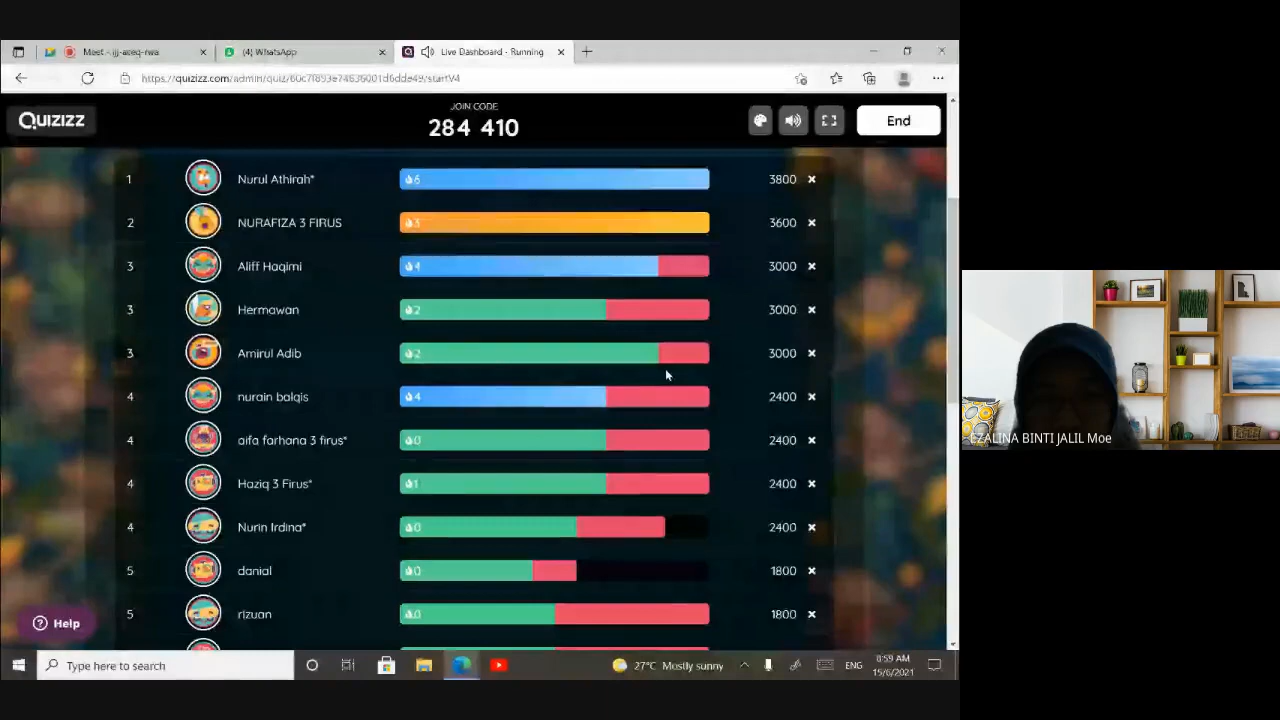 Meet - ijj-ateq-rwa
(4) WhatsApp
Live Dashboard - Running
https://quizizz.com/admin/quiz/60c7f893e74636001d6dde49/startV4
Quizizz
JOIN CODE
284 410
End
1 Nurul Athirah* 6 3800
2 NURAFIZA 3 FIRUS 3600
3 Aliff Haqimi 4 3000
3 Hermawan 2 3000
3 Amirul Adib 2 3000
4 nurain balqis 4 2400
4 aifa farhana 3 firus* 0 2400
4 Haziq 3 Firus* 1 2400
4 Nurin Irdina* 0 2400
5 danial 0 1800
5 rizuan 0 1800
Help
Type here to search
27°C Mostly sunny
ENG
8:59 AM
15/6/2021
EZALINA BINTI JALIL Moe